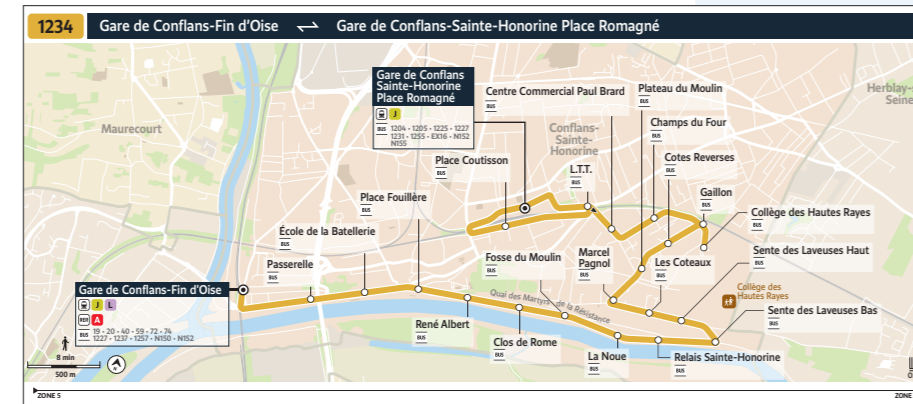 1234 Gare de Conflans-Fin d'Oise Gare de Conflans-Sainte-Honorine Place Romagné
Gare de Conflans
Sainte-Honorine
Place Romagné
J
BUS 1204 • 1205 • 1225 • 1227
1231 • 1255 • EX16 • N152
N155
Centre Commercial Paul Brard
BUS
Plateau du Moulin
BUS
Herblay-s
Seine
Maurecourt
Conflans-
Sainte-
Honorine
Champs du Four
BUS
Place Coutisson
BUS
L.T.T.
BUS
Cotes Reverses
BUS
Place Fouillère
BUS
Gaillon
BUS
École de la Batellerie
BUS
Collège des Hautes Rayes
BUS
Passerelle
BUS
Fosse du Moulin
BUS
Marcel
Pagnol
BUS
Les Coteaux
BUS
Sente des Laveuses Haut
BUS
Gare de Conflans-Fin d'Oise
J L
RER A
BUS 19 • 20 • 40 • 59 • 72 • 74
1227 • 1237 • 1257 • N150 • N152
Quai des Martyrs de la Résistance
Collège des
Hautes Rayes
Sente des Laveuses Bas
BUS
René Albert
BUS
Clos de Rome
BUS
La Noue
BUS
Relais Sainte-Honorine
BUS
8 min
500 m
N
ZONE 5
ZONE